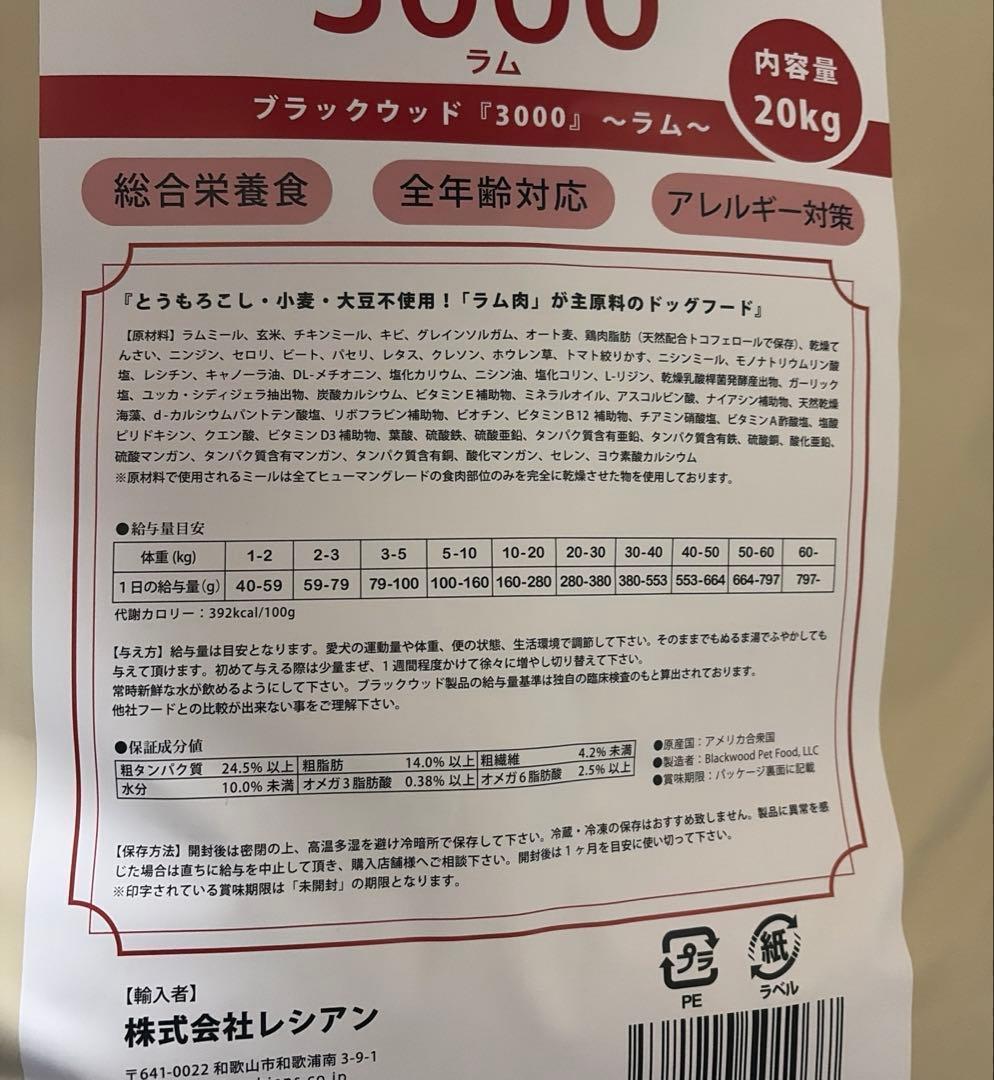 3000
ラム
内容量
20kg
ブラックウッド『3000』 〜ラム〜
総合栄養食
全年齢対応
アレルギー対策
『とうもろこし・小麦・大豆不使用！「ラム肉」が主原料のドッグフード』
【原材料】ラムミール、玄米、チキンミール、キビ、グレインソルガム、オート麦、鶏肉脂肪（天然配合トコフェロールで保存）、乾燥て
んさい、ニンジン、セロリ、ビート、パセリ、レタス、クレソン、ホウレン草、トマト絞りかす、ニシンミール、モノナトリウムリン酸
塩、レシチン、キャノーラ油、DL-メチオニン、塩化カリウム、ニシン油、塩化コリン、L-リジン、乾燥乳酸桿菌発酵産出物、ガーリック
塩、ユッカ・シディジェラ抽出物、炭酸カルシウム、ビタミンE補助物、ミネラルオイル、アスコルビン酸、ナイアシン補助物、天然乾燥
海藻、d-カルシウムパントテン酸塩、リボフラビン補助物、ビオチン、ビタミンB12 補助物、チアミン硝酸塩、ビタミンA酢酸塩、塩酸
ピリドキシン、クエン酸、ビタミン D3 補助物、葉酸、硫酸鉄、硫酸亜鉛、タンパク質含有亜鉛、タンパク質含有鉄、硫酸銅、酸化亜鉛、
硫酸マンガン、タンパク質含有マンガン、タンパク質含有銅、酸化マンガン、セレン、ヨウ素酸カルシウム
※原材料で使用されるミールは全てヒューマングレードの食肉部位のみを完全に乾燥させた物を使用しております。
●給与量目安
体重 (kg) 1-2 2-3 3-5 5-10 10-20 20-30 30-40 40-50 50-60 60-
1日の給与量(g) 40-59 59-79 79-100 100-160 160-280 280-380 380-553 553-664 664-797 797-
代謝カロリー：392kcal/100g
【与え方】給与量は目安となります。愛犬の運動量や体重、便の状態、生活環境で調節して下さい。そのままでもぬるま湯でふやかしても
与えて頂けます。初めて与える際は少量まぜ、1 週間程度かけて徐々に増やし切り替えて下さい。
常時新鮮な水が飲めるようにして下さい。ブラックウッド製品の給与量基準は独自の臨床検査のもと算出されております。
他社フードとの比較が出来ない事をご理解下さい。
●保証成分値
粗タンパク質 24.5% 以上 粗脂肪 14.0% 以上 粗繊維 4.2% 未満
水分 10.0% 未満 オメガ 3 脂肪酸 0.38% 以上 オメガ 6 脂肪酸 2.5% 以上
●原産国：アメリカ合衆国
●製造者：Blackwood Pet Food, LLC
●賞味期限：パッケージ裏面に記載
【保存方法】開封後は密閉の上、高温多湿を避け冷暗所で保存して下さい。冷蔵・冷凍の保存はおすすめ致しません。製品に異常を感
じた場合は直ちに給与を中止して頂き、購入店舗様へご相談下さい。開封後は 1 ヶ月を目安に使い切って下さい。
※印字されている賞味期限は「未開封」の期限となります。
プラ
PE
紙
ラベル
【輸入者】
株式会社レシアン
〒641-0022 和歌山市和歌浦南 3-9-1